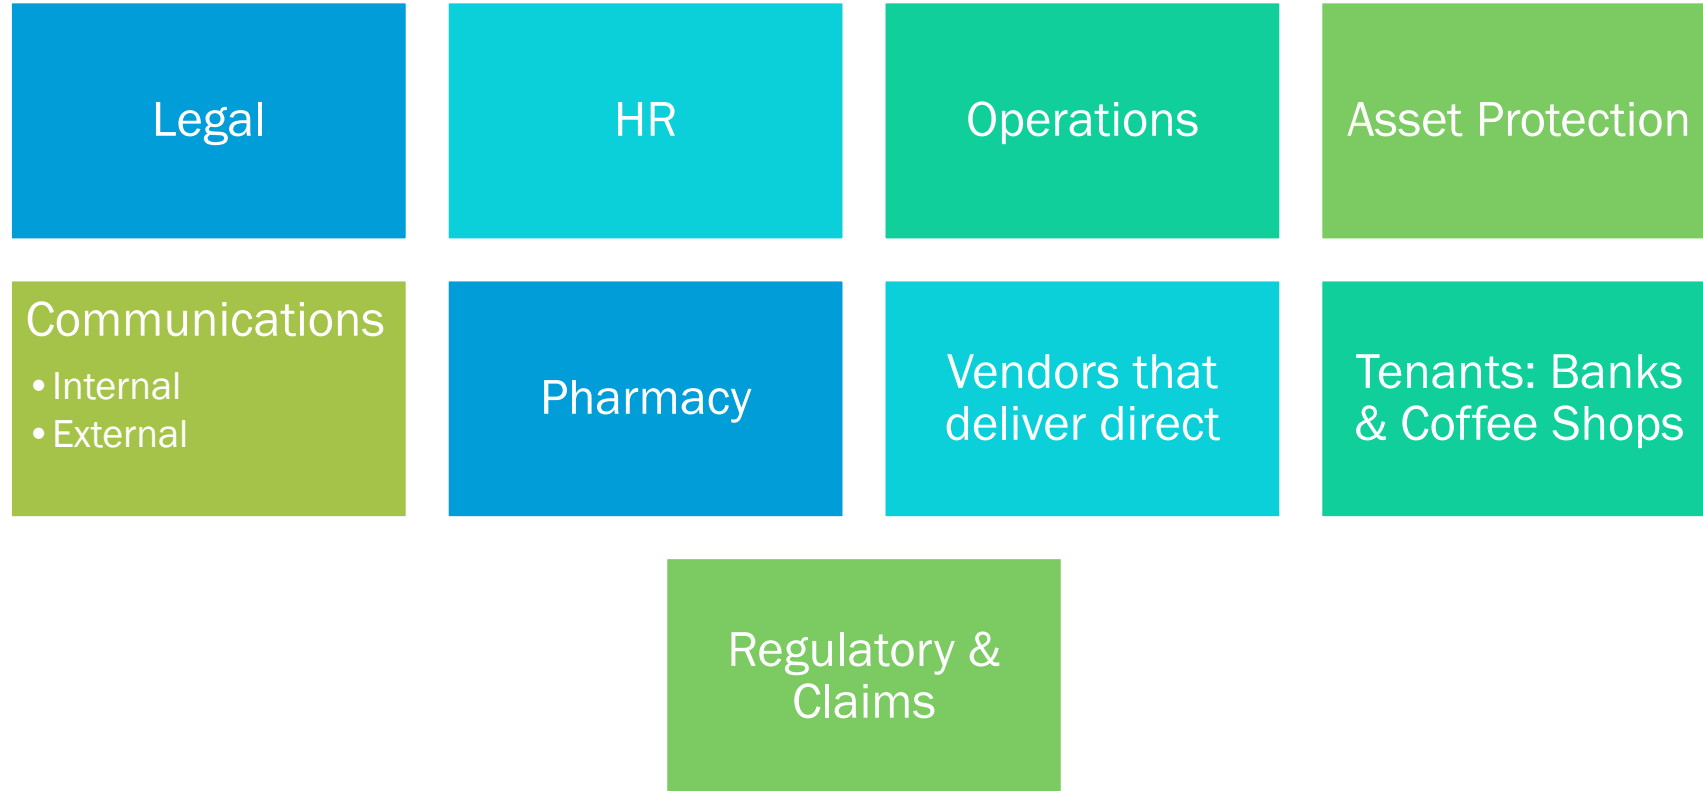 Legal
HR
Operations
Asset Protection
Communications
• Internal
• External
Pharmacy
Vendors that
deliver direct
Tenants: Banks
& Coffee Shops
Regulatory &
Claims